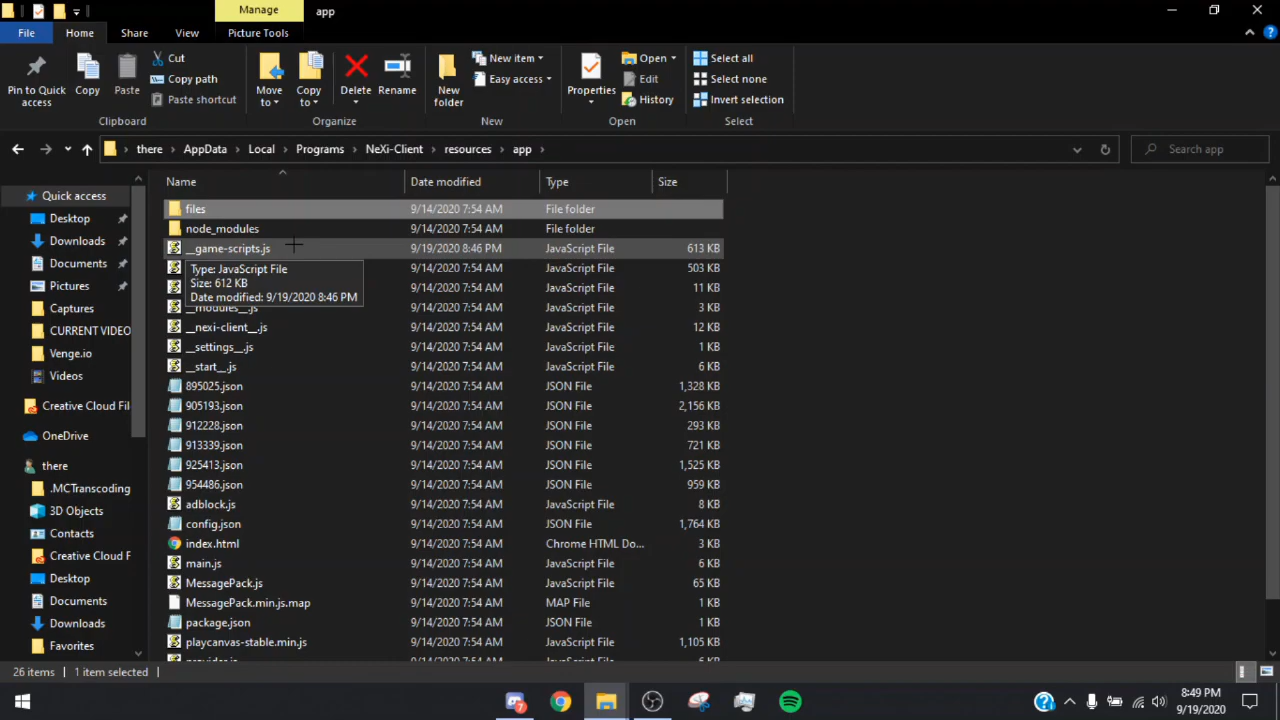 Manage
app
File
Home
Share
View
Picture Tools
Pin to Quick access
Copy
Paste
Cut
Copy path
Paste shortcut
Clipboard
Move to
Copy to
Delete
Rename
Organize
New folder
New item
Easy access
New
Properties
Open
Edit
History
Open
Select all
Select none
Invert selection
Select
there > AppData > Local > Programs > NeXi-Client > resources > app >
Search app
Name Date modified Type Size
Quick access
Desktop
Downloads
Documents
Pictures
Captures
CURRENT VIDEO
Venge.io
Videos
Creative Cloud Fil
OneDrive
there
.MCTranscoding
3D Objects
Contacts
Creative Cloud F
Desktop
Documents
Downloads
Favorites
files 9/14/2020 7:54 AM File folder
node_modules 9/14/2020 7:54 AM File folder
__game-scripts.js 9/19/2020 8:46 PM JavaScript File 613 KB
9/14/2020 7:54 AM JavaScript File 503 KB
9/14/2020 7:54 AM JavaScript File 11 KB
__modules__.js 9/14/2020 7:54 AM JavaScript File 3 KB
Type: JavaScript File
Size: 612 KB
Date modified: 9/19/2020 8:46 PM
__nexi-client__.js 9/14/2020 7:54 AM JavaScript File 12 KB
__settings__.js 9/14/2020 7:54 AM JavaScript File 1 KB
__start__.js 9/14/2020 7:54 AM JavaScript File 6 KB
895025.json 9/14/2020 7:54 AM JSON File 1,328 KB
905193.json 9/14/2020 7:54 AM JSON File 2,156 KB
912228.json 9/14/2020 7:54 AM JSON File 293 KB
913339.json 9/14/2020 7:54 AM JSON File 721 KB
925413.json 9/14/2020 7:54 AM JSON File 1,525 KB
954486.json 9/14/2020 7:54 AM JSON File 959 KB
adblock.js 9/14/2020 7:54 AM JavaScript File 8 KB
config.json 9/14/2020 7:54 AM JSON File 1,764 KB
index.html 9/14/2020 7:54 AM Chrome HTML Do... 3 KB
main.js 9/14/2020 7:54 AM JavaScript File 6 KB
MessagePack.js 9/14/2020 7:54 AM JavaScript File 65 KB
MessagePack.min.js.map 9/14/2020 7:54 AM MAP File 1 KB
package.json 9/14/2020 7:54 AM JSON File 1 KB
playcanvas-stable.min.js 9/14/2020 7:54 AM JavaScript File 1,105 KB
9/14/2020 7:54 AM JavaScript File 6 KB
26 items
1 item selected
7
8:49 PM
9/19/2020